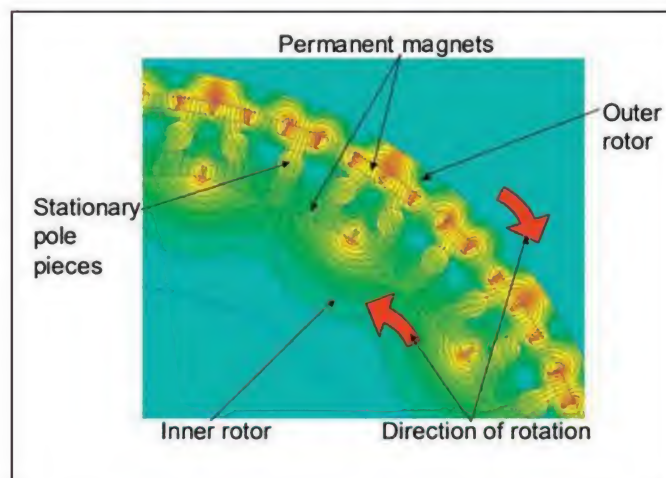 Permanent magnets
Outer
rotor
Stationary
pole
pieces
Inner rotor
Direction of rotation